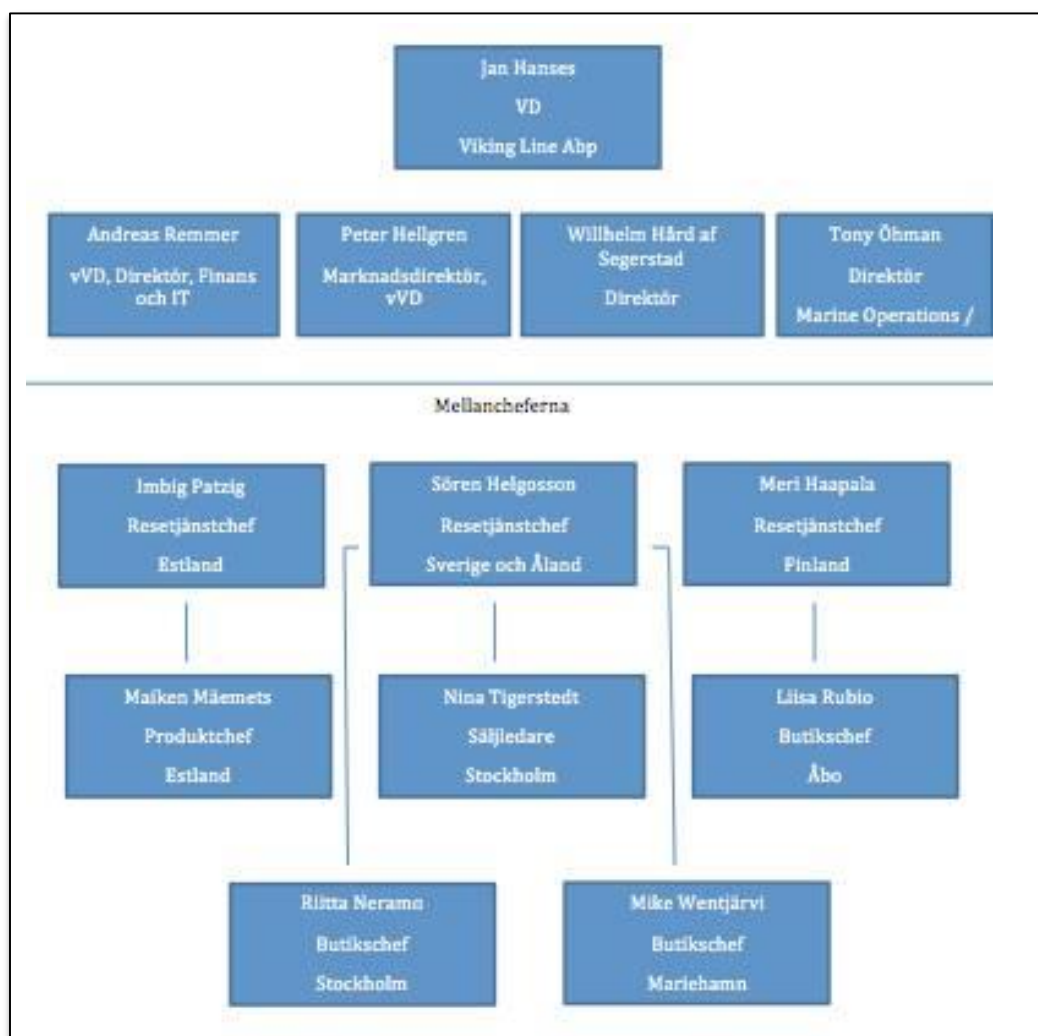 Jan Hanses
VD
Viking Line Abp
Andreas Remmer
vVD, Direktör, Finans
och IT
Peter Hellgren
Marknadsdirektör,
vVD
Willhelm Hård af
Segerstad
Direktör
Tony Öhman
Direktör
Marine Operations /
Mellancheferna
Imbig Patzig
Resetjänstchef
Estland
Sören Helgosson
Resetjänstchef
Sverige och Åland
Meri Haapala
Resetjänstchef
Finland
Maiken Mäemets
Produktchef
Estland
Nina Tigerstedt
Säljledare
Stockholm
Liisa Rubio
Butikschef
Åbo
Riitta Neramo
Butikschef
Stockholm
Mike Wentjärvi
Butikschef
Mariehamn